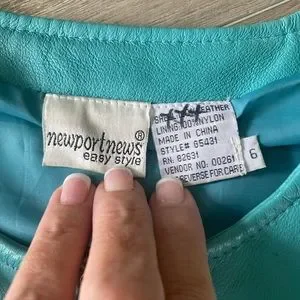 newportnews®
easy style
LEATHER
LINING: 100% NYLON
MADE IN CHINA
STYLE# 65431
RN: 82631
VENDOR NO: 00261
REVERSE FOR CARE
6